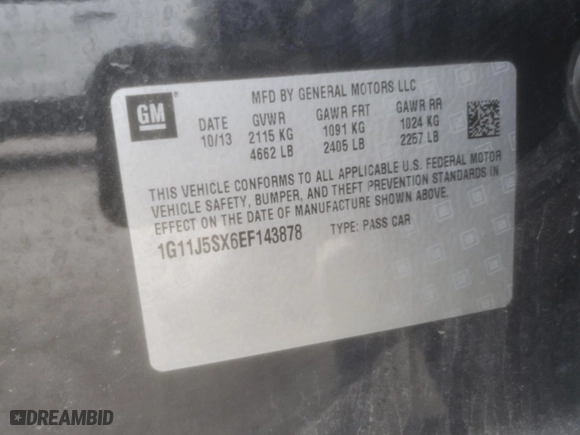 GM
MFD BY GENERAL MOTORS LLC
DATE GVWR GAWR FRT GAWR RR
10/13 2115 KG 1091 KG 1024 KG
4662 LB 2405 LB 2257 LB
THIS VEHICLE CONFORMS TO ALL APPLICABLE U.S. FEDERAL MOTOR
VEHICLE SAFETY, BUMPER, AND THEFT PREVENTION STANDARDS IN
EFFECT ON THE DATE OF MANUFACTURE SHOWN ABOVE.
1G11J5SX6EF143878 TYPE: PASS CAR
DREAMBID